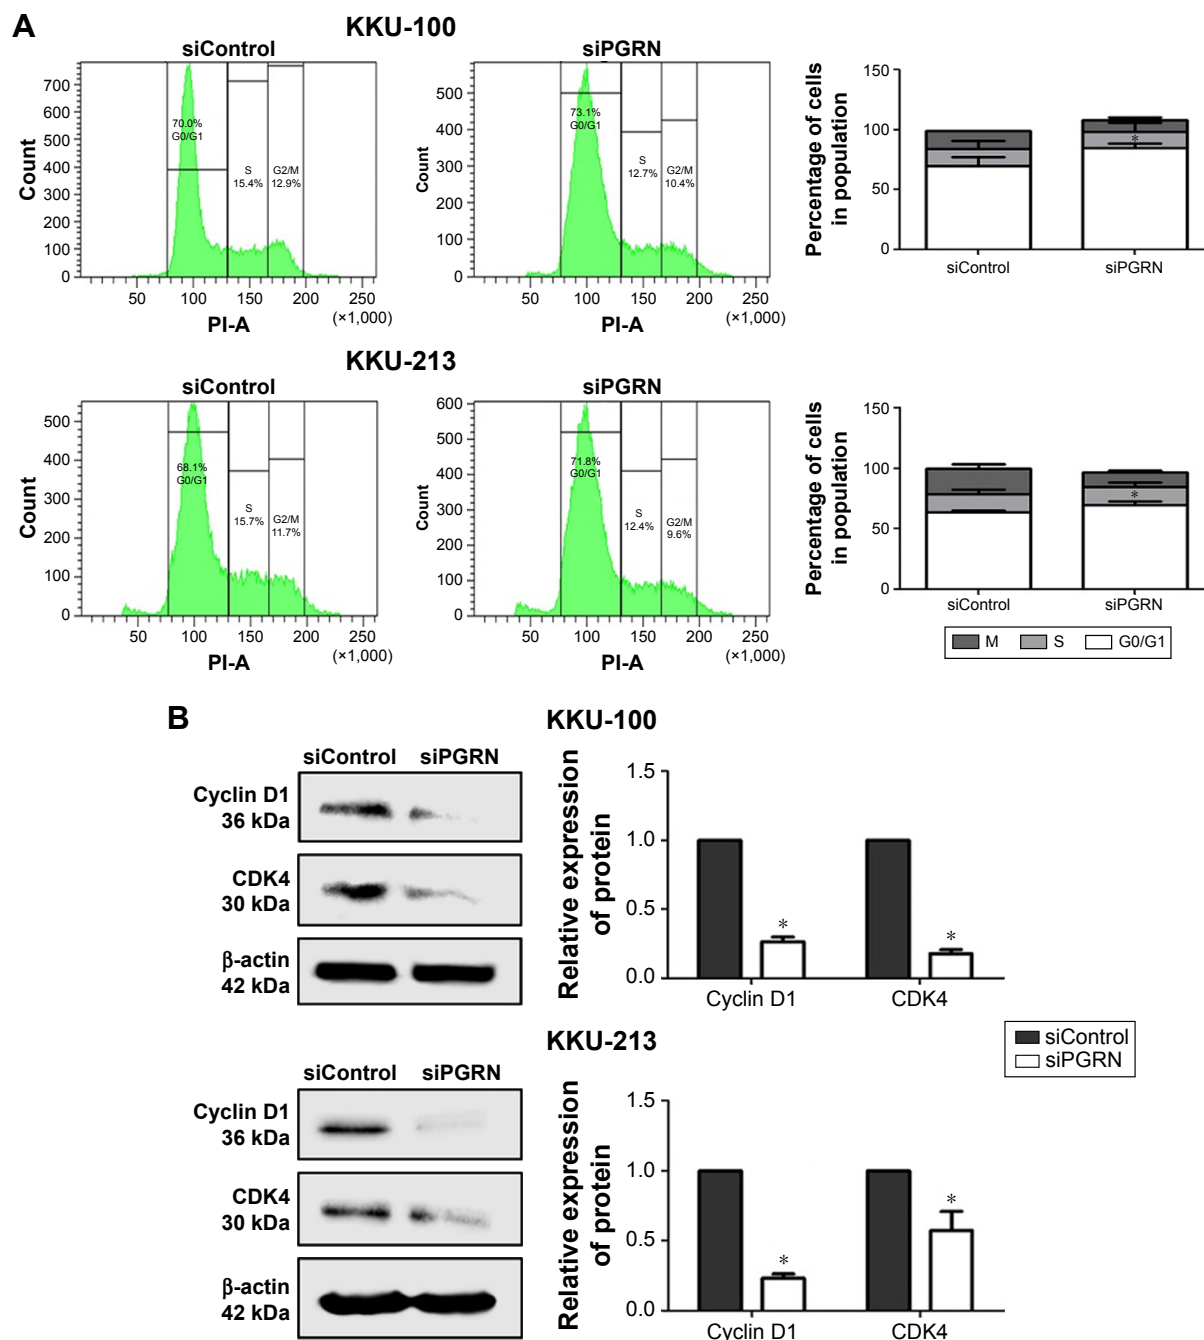 A
KKU-100
siControl
siPGRN
Count
700
600
500
400
300
200
100
0
70.0%
G0/G1
S
15.4%
G2/M
12.9%
50
100
150
200
250
PI-A
(×1,000)
Count
500
400
300
200
100
0
73.1%
G0/G1
S
12.7%
G2/M
10.4%
50
100
150
200
250
PI-A
(×1,000)
Percentage of cells
in population
150
100
50
0
*
siControl
siPGRN
KKU-213
siControl
siPGRN
Count
500
400
300
200
100
0
68.1%
G0/G1
S
15.7%
G2/M
11.7%
50
100
150
200
250
PI-A
(×1,000)
Count
600
500
400
300
200
100
0
71.8%
G0/G1
S
12.4%
G2/M
9.6%
50
100
150
200
250
PI-A
(×1,000)
Percentage of cells
in population
150
100
50
0
*
siControl
siPGRN
M S G0/G1
B
KKU-100
siControl siPGRN
Cyclin D1
36 kDa
CDK4
30 kDa
β-actin
42 kDa
Relative expression
of protein
1.5
1.0
0.5
0.0
*
*
Cyclin D1
CDK4
siControl
siPGRN
KKU-213
siControl siPGRN
Cyclin D1
36 kDa
CDK4
30 kDa
β-actin
42 kDa
Relative expression
of protein
1.5
1.0
0.5
0.0
*
*
Cyclin D1
CDK4